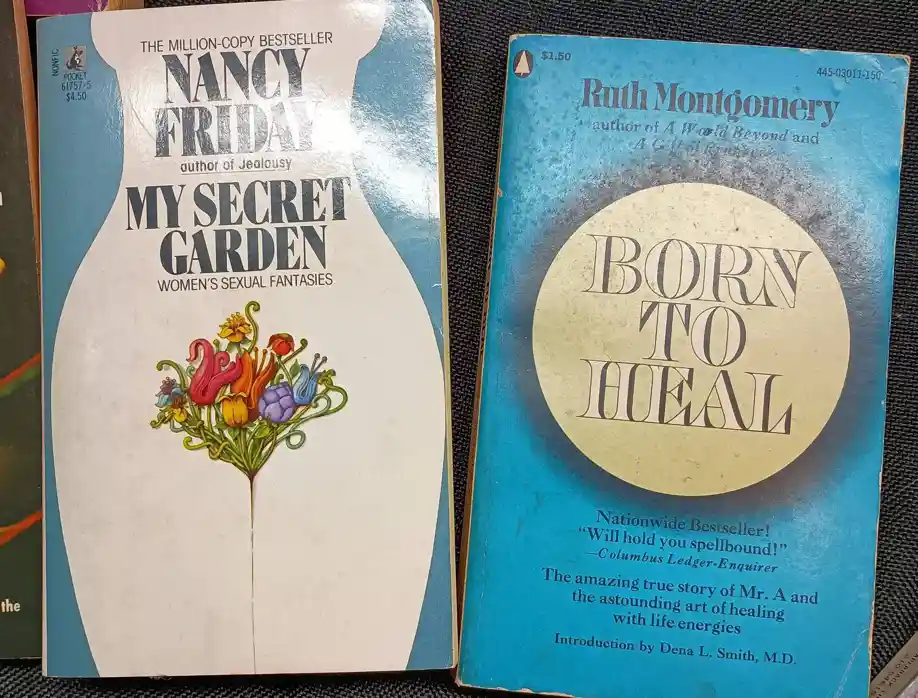 THE MILLION-COPY BESTSELLER
NONFIC
POCKET
61757-5
$4.50
NANCY
FRIDAY
author of Jealousy
MY SECRET
GARDEN
WOMEN'S SEXUAL FANTASIES
$1.50
445-03011-150
Ruth Montgomery
author of A World Beyond and
A Gift of
BORN
TO
HEAL
Nationwide Bestseller!
"Will hold you spellbound!"
—Columbus Ledger-Enquirer
The amazing true story of Mr. A and
the astounding art of healing
with life energies
Introduction by Dena L. Smith, M.D.
the